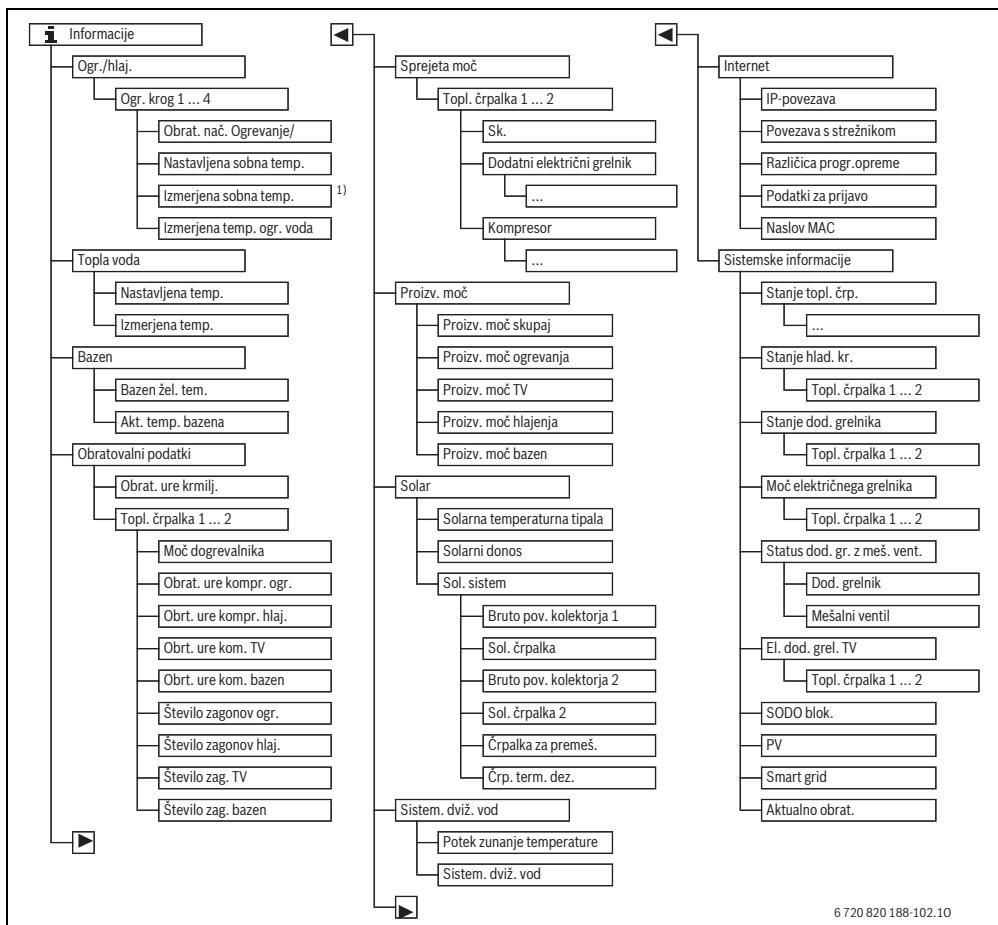 Informacije
Ogr./hlaj.
Ogr. krog 1 ... 4
Obrat. nač. Ogrevanje/
Nastavljena sobna temp.
Izmerjena sobna temp. 1)
Izmerjena temp. ogr. voda
Topla voda
Nastavljena temp.
Izmerjena temp.
Bazen
Bazen žel. tem.
Akt. temp. bazena
Obratovalni podatki
Obrat. ure krmilj.
Topl. črpalka 1 ... 2
Moč dogrevalnika
Obrat. ure kompr. ogr.
Obrt. ure kompr. hlaj.
Obrt. ure kom. TV
Obrt. ure kom. bazen
Število zagonov ogr.
Število zagonov hlaj.
Število zag. TV
Število zag. bazen
Sprejeta moč
Topl. črpalka 1 ... 2
Sk.
Dodatni električni grelnik
...
Kompresor
...
Proizv. moč
Proizv. moč skupaj
Proizv. moč ogrevanja
Proizv. moč TV
Proizv. moč hlajenja
Proizv. moč bazen
Solar
Solarna temperaturna tipala
Solarni donos
Sol. sistem
Bruto pov. kolektorja 1
Sol. črpalka
Bruto pov. kolektorja 2
Sol. črpalka 2
Črpalka za premeš.
Črp. term. dez.
Sistem. dviž. vod
Potek zunanje temperature
Sistem. dviž. vod
Internet
IP-povezava
Povezava s strežnikom
Različica progr.opreme
Podatki za prijavo
Naslov MAC
Sistemske informacije
Stanje topl. črp.
...
Stanje hlad. kr.
Topl. črpalka 1 ... 2
Stanje dod. grelnika
Topl. črpalka 1 ... 2
Moč električnega grelnika
Topl. črpalka 1 ... 2
Status dod. gr. z meš. vent.
Dod. grelnik
Mešalni ventil
El. dod. grel. TV
Topl. črpalka 1 ... 2
SODO blok.
PV
Smart grid
Aktualno obrat.
6 720 820 188-102.1O